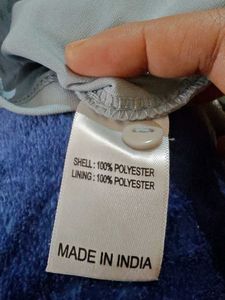 SHELL: 100% POLYESTER
LINING: 100% POLYESTER
MADE IN INDIA